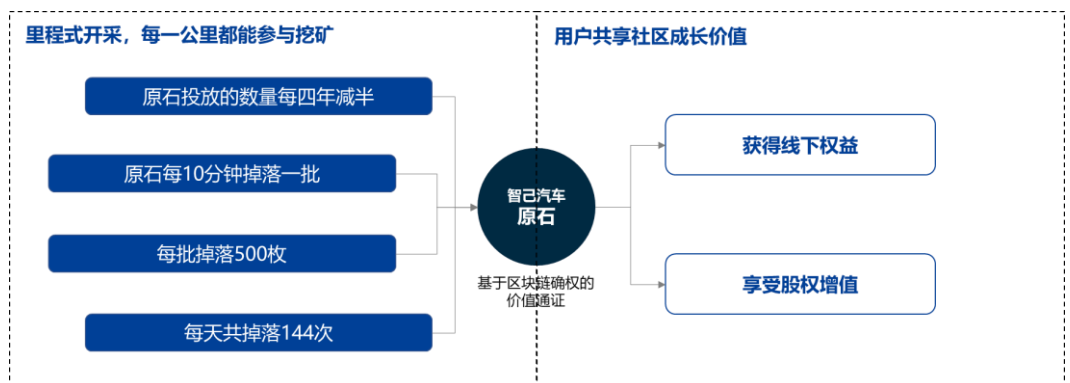 里程式开采，每一公里都能参与挖矿
原石投放的数量每四年减半
原石每10分钟掉落一批
每批掉落500枚
每天共掉落144次
智己汽车
原石
基于区块链确权的
价值通证
用户共享社区成长价值
获得线下权益
享受股权增值